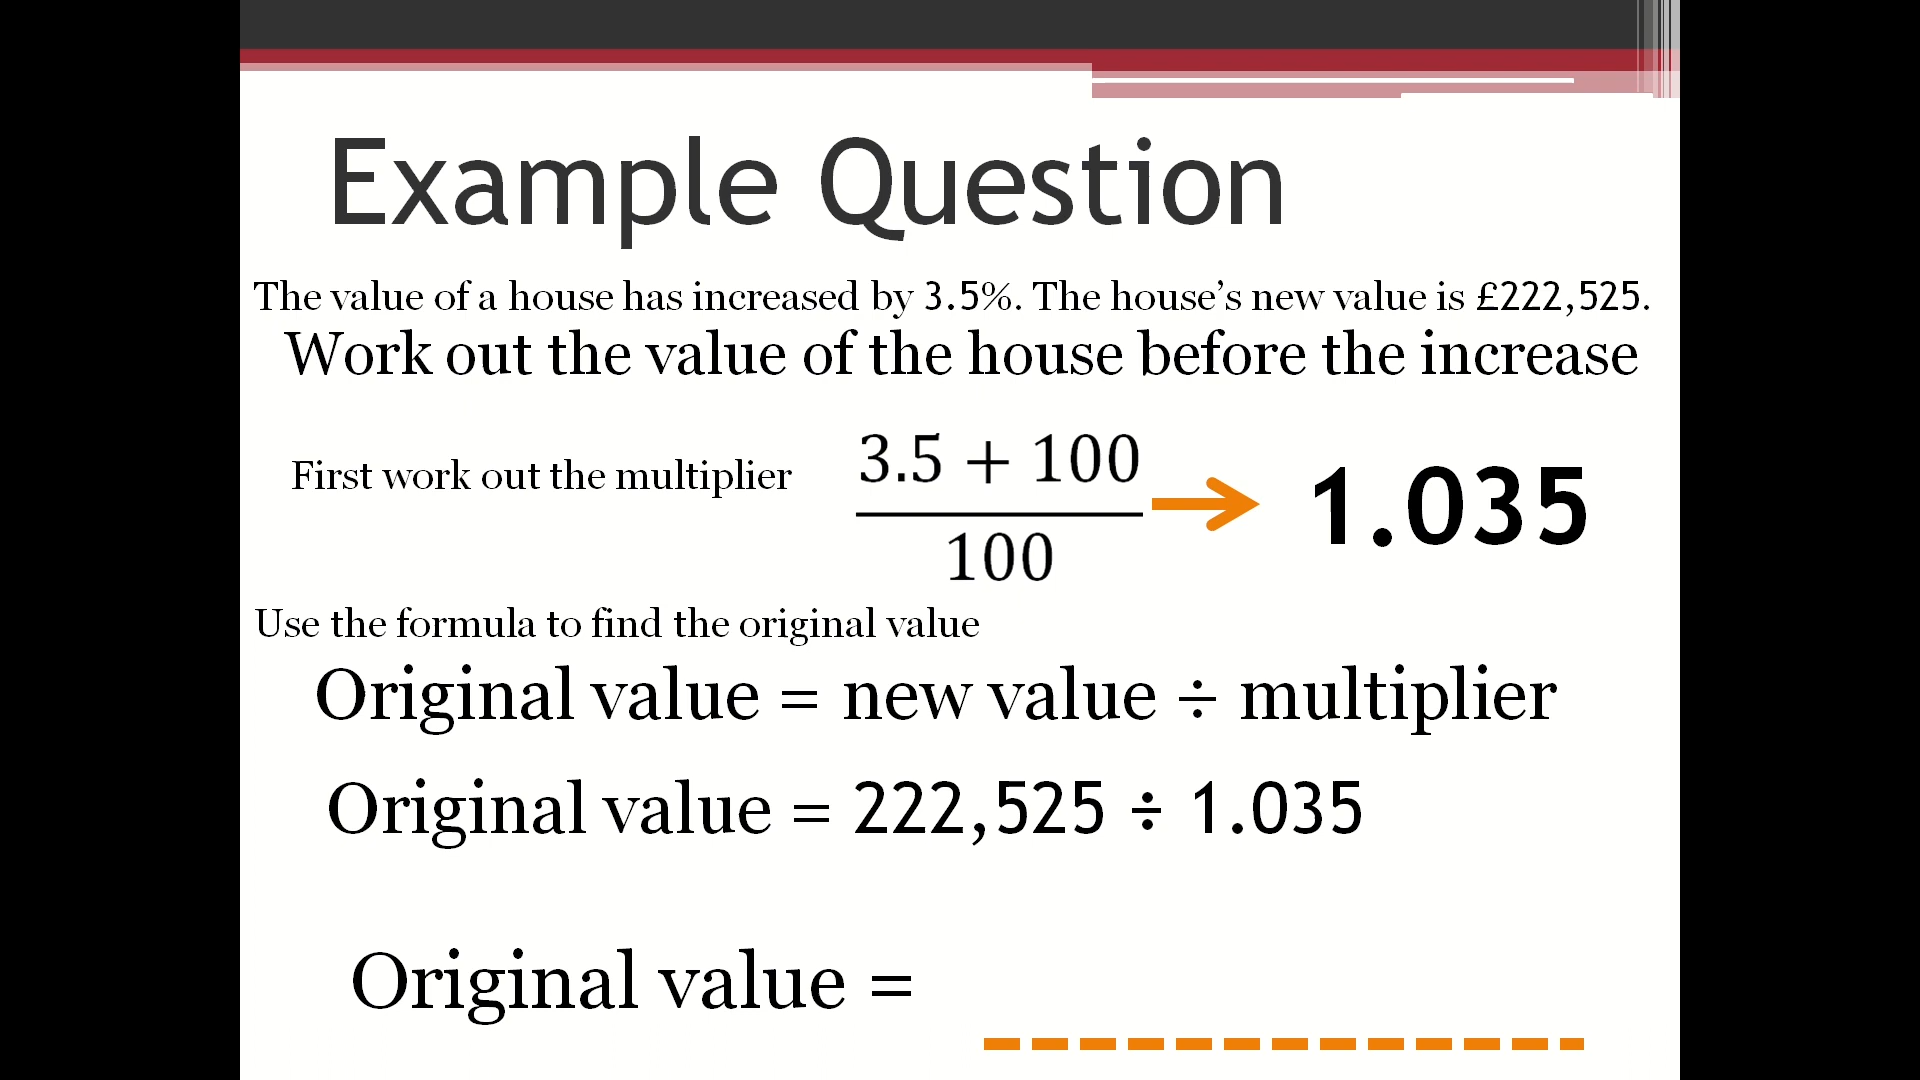 Example Question
The value of a house has increased by 3.5%. The house’s new value is £222,525.
Work out the value of the house before the increase
First work out the multiplier
3.5 + 100
100
1.035
Use the formula to find the original value
Original value = new value ÷ multiplier
Original value = 222,525 ÷ 1.035
Original value =